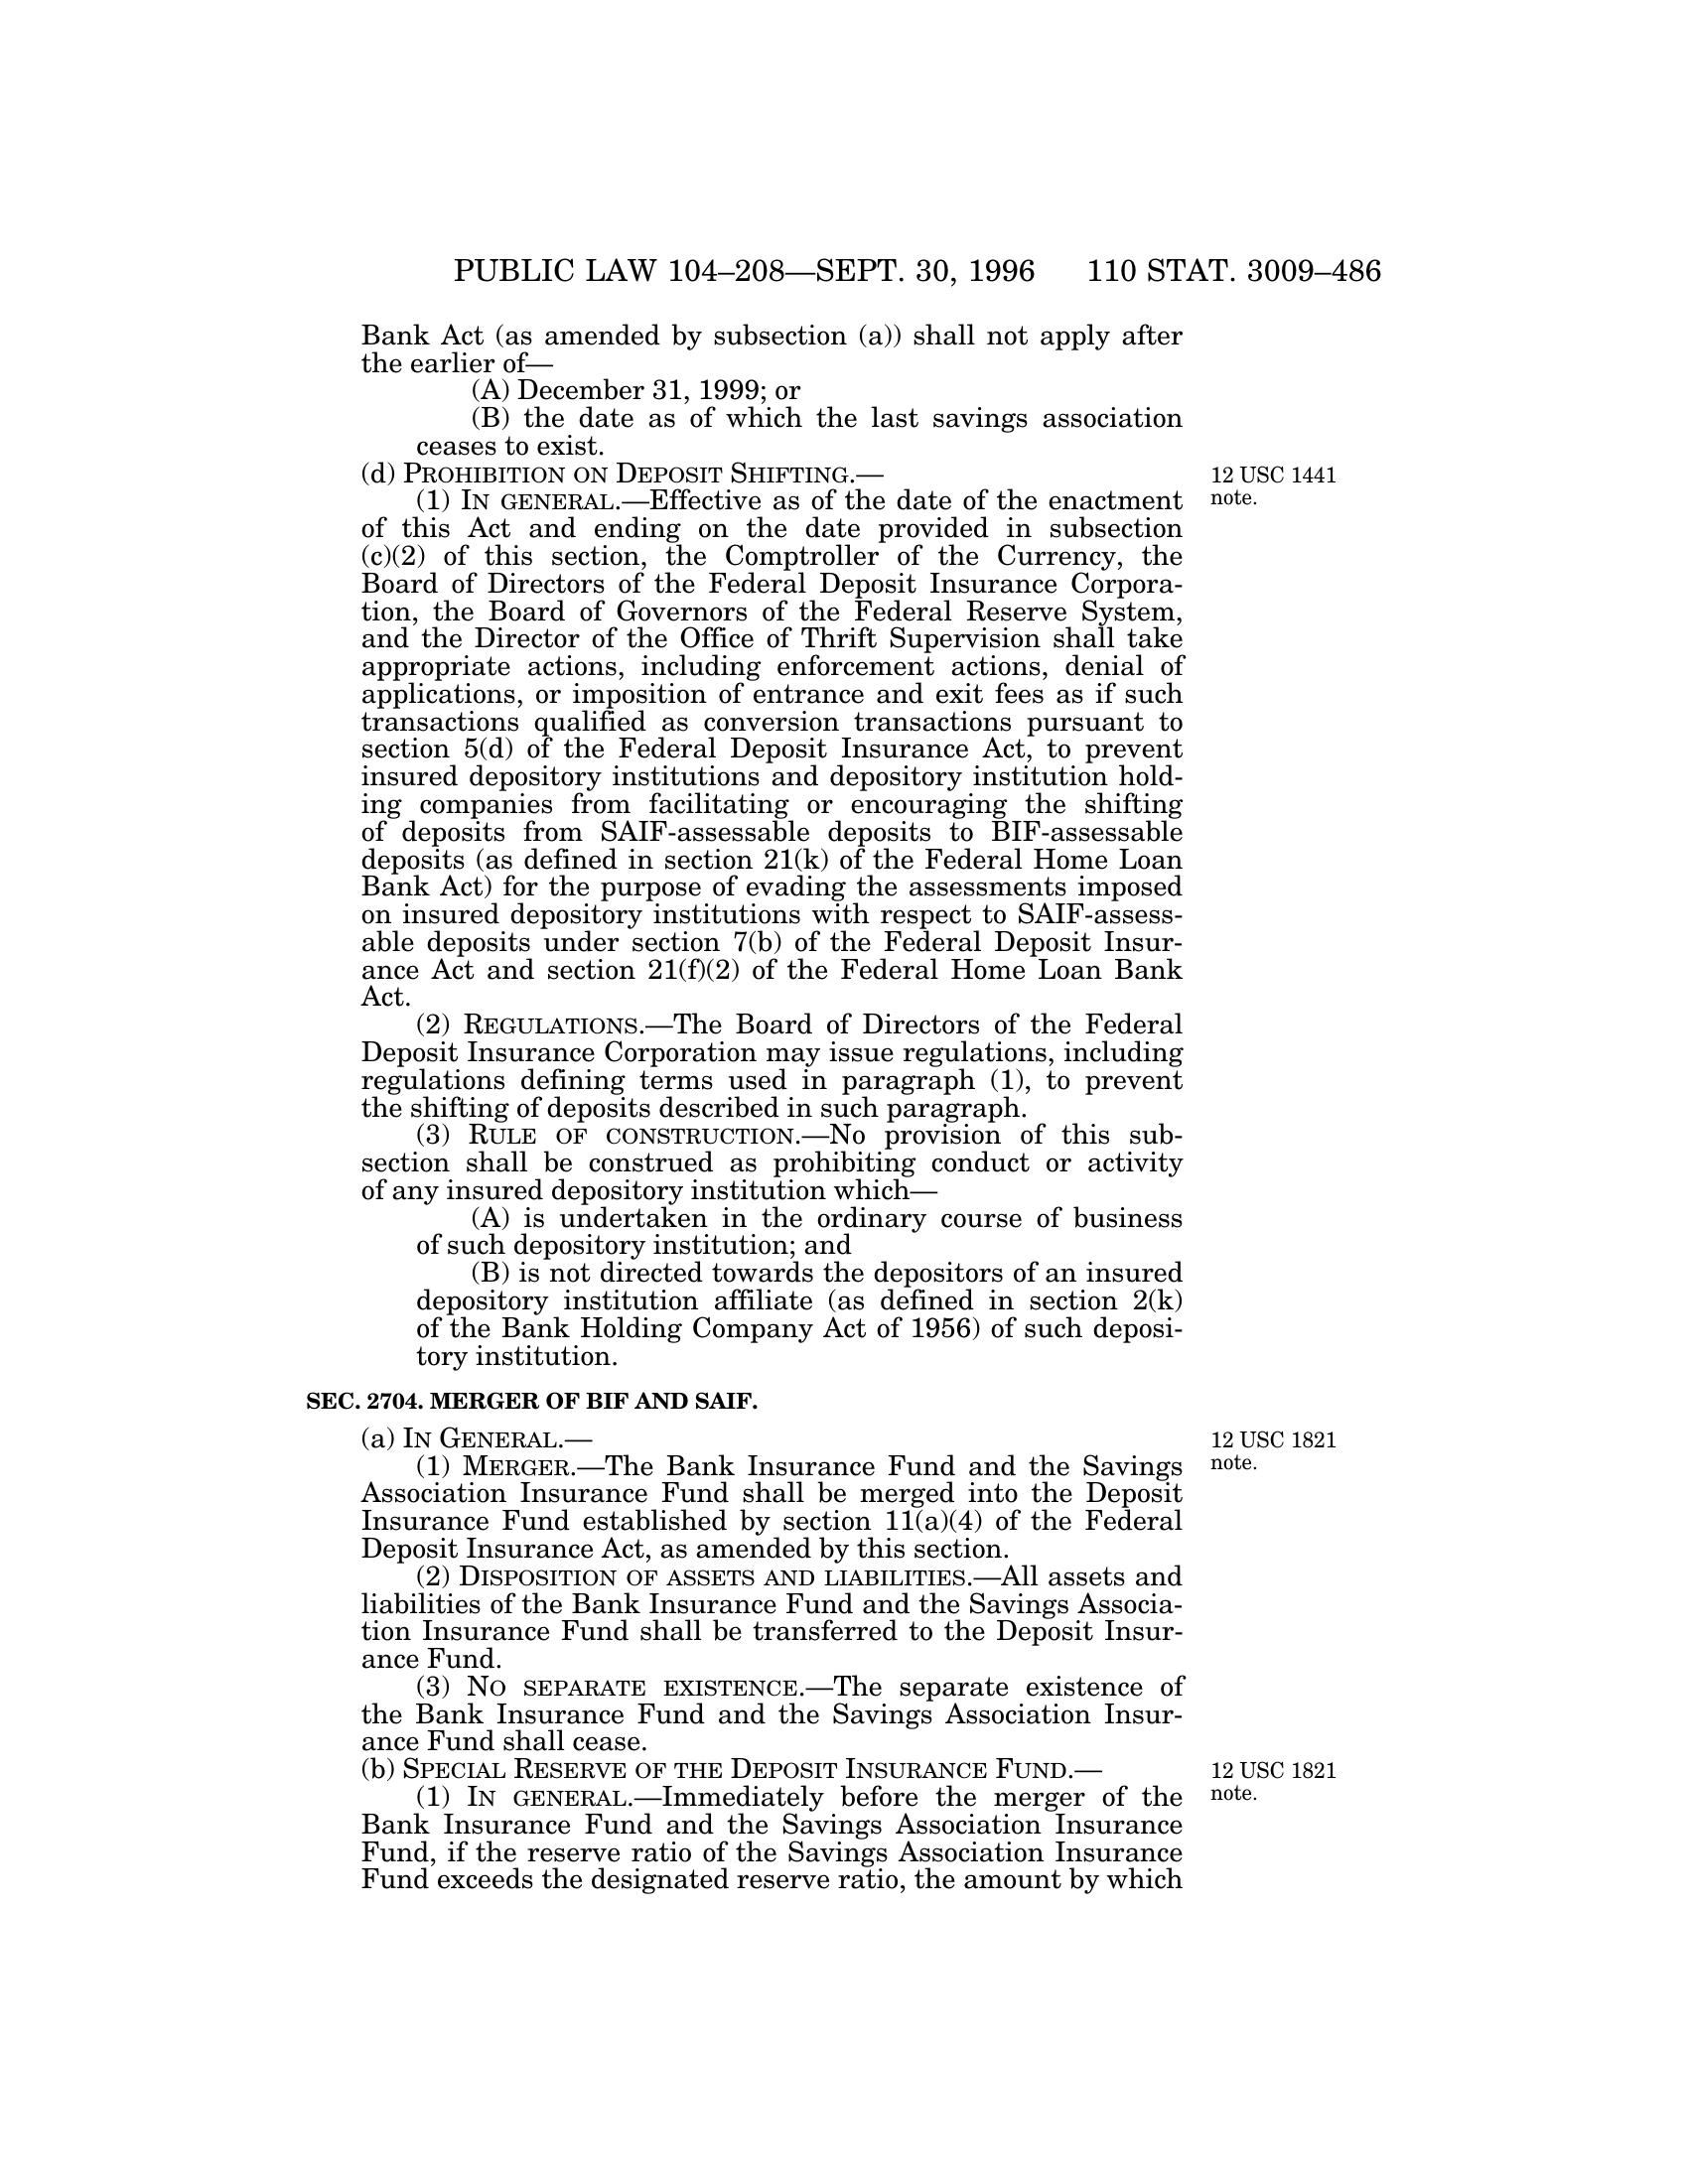 PUBLIC LAW 104–208—SEPT. 30, 1996 110 STAT. 3009–486
Bank Act (as amended by subsection (a)) shall not apply after
the earlier of—
(A) December 31, 1999; or
(B) the date as of which the last savings association
ceases to exist.
(d) PROHIBITION ON DEPOSIT SHIFTING.—
12 USC 1441
note.
(1) IN GENERAL.—Effective as of the date of the enactment
of this Act and ending on the date provided in subsection
(c)(2) of this section, the Comptroller of the Currency, the
Board of Directors of the Federal Deposit Insurance Corpora-
tion, the Board of Governors of the Federal Reserve System,
and the Director of the Office of Thrift Supervision shall take
appropriate actions, including enforcement actions, denial of
applications, or imposition of entrance and exit fees as if such
transactions qualified as conversion transactions pursuant to
section 5(d) of the Federal Deposit Insurance Act, to prevent
insured depository institutions and depository institution hold-
ing companies from facilitating or encouraging the shifting
of deposits from SAIF-assessable deposits to BIF-assessable
deposits (as defined in section 21(k) of the Federal Home Loan
Bank Act) for the purpose of evading the assessments imposed
on insured depository institutions with respect to SAIF-assess-
able deposits under section 7(b) of the Federal Deposit Insur-
ance Act and section 21(f)(2) of the Federal Home Loan Bank
Act.
(2) REGULATIONS.—The Board of Directors of the Federal
Deposit Insurance Corporation may issue regulations, including
regulations defining terms used in paragraph (1), to prevent
the shifting of deposits described in such paragraph.
(3) RULE OF CONSTRUCTION.—No provision of this sub-
section shall be construed as prohibiting conduct or activity
of any insured depository institution which—
(A) is undertaken in the ordinary course of business
of such depository institution; and
(B) is not directed towards the depositors of an insured
depository institution affiliate (as defined in section 2(k)
of the Bank Holding Company Act of 1956) of such deposi-
tory institution.
SEC. 2704. MERGER OF BIF AND SAIF.
(a) IN GENERAL.—
12 USC 1821
note.
(1) MERGER.—The Bank Insurance Fund and the Savings
Association Insurance Fund shall be merged into the Deposit
Insurance Fund established by section 11(a)(4) of the Federal
Deposit Insurance Act, as amended by this section.
(2) DISPOSITION OF ASSETS AND LIABILITIES.—All assets and
liabilities of the Bank Insurance Fund and the Savings Associa-
tion Insurance Fund shall be transferred to the Deposit Insur-
ance Fund.
(3) NO SEPARATE EXISTENCE.—The separate existence of
the Bank Insurance Fund and the Savings Association Insur-
ance Fund shall cease.
(b) SPECIAL RESERVE OF THE DEPOSIT INSURANCE FUND.—
12 USC 1821
note.
(1) IN GENERAL.—Immediately before the merger of the
Bank Insurance Fund and the Savings Association Insurance
Fund, if the reserve ratio of the Savings Association Insurance
Fund exceeds the designated reserve ratio, the amount by which